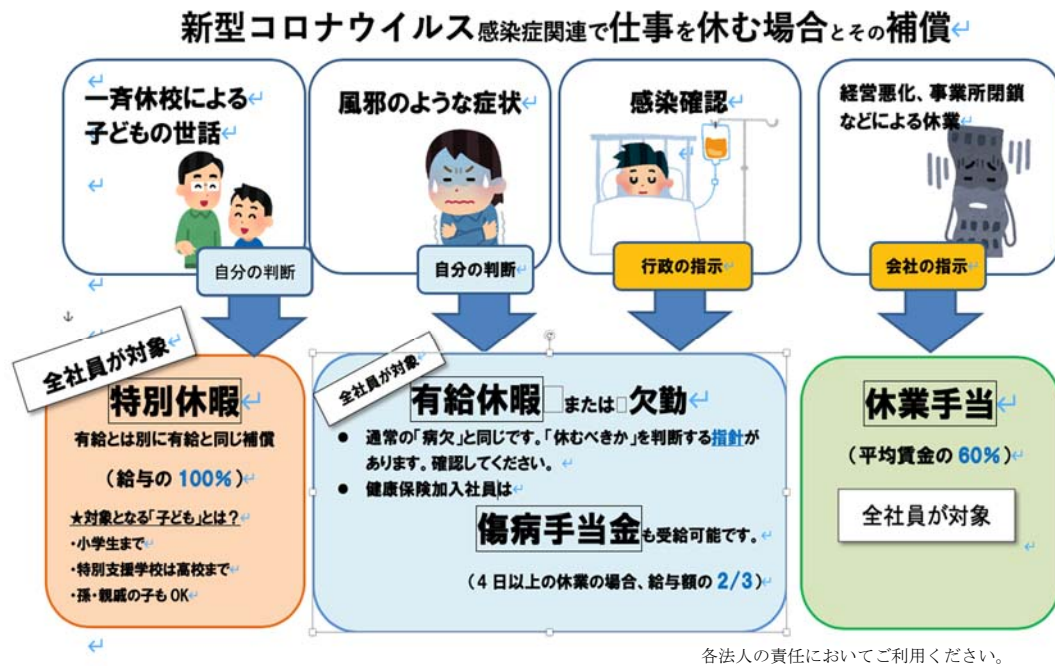 新型コロナウイルス感染症関連で仕事を休む場合とその補償
一斉休校による
子どもの世話
自分の判断
風邪のような症状
自分の判断
感染確認
行政の指示
経営悪化、事業所閉鎖
などによる休業
会社の指示
全社員が対象
特別休暇
有給とは別に有給と同じ補償
(給与の 100%)
★対象となる「子ども」とは?
・小学生まで
・特別支援学校は高校まで
・孫・親戚の子も OK
全社員が対象
有給休暇□または□欠勤
● 通常の「病欠」と同じです。「休むべきか」を判断する指針が
あります。確認してください。
● 健康保険加入社員は
傷病手当金も受給可能です。
(4日以上の休業の場合、給与額の 2/3)
休業手当
(平均賃金の 60%)
全社員が対象
各法人の責任においてご利用ください。